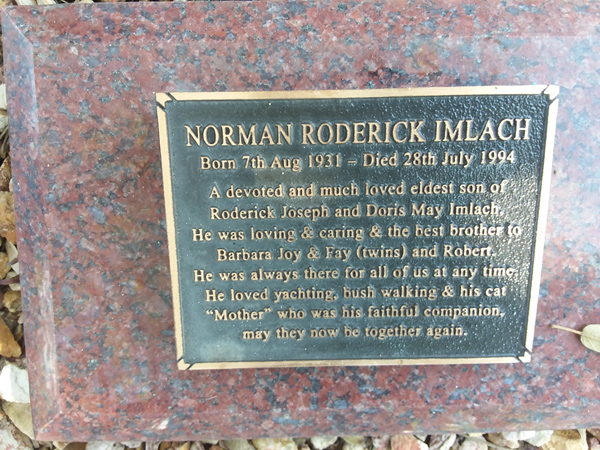 NORMAN RODERICK IMLACH
Born 7th Aug 1931 – Died 28th July 1994
A devoted and much loved eldest son of
Roderick Joseph and Doris May Imlach.
He was loving & caring & the best brother to
Barbara Joy & Fay (twins) and Robert.
He was always there for all of us at any time.
He loved yachting, bush walking & his cat
“Mother” who was his faithful companion,
may they now be together again.